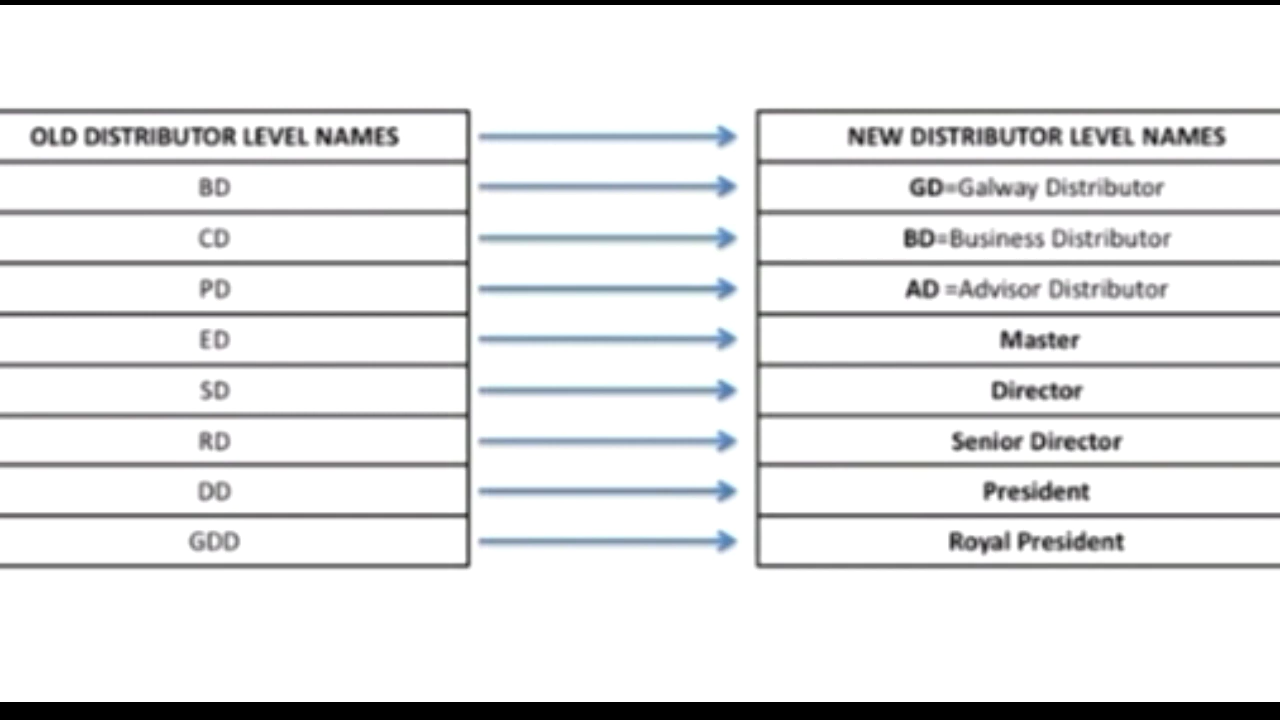 OLD DISTRIBUTOR LEVEL NAMES NEW DISTRIBUTOR LEVEL NAMES
BD GD=Galway Distributor
CD BD=Business Distributor
PD AD =Advisor Distributor
ED Master
SD Director
RD Senior Director
DD President
GDD Royal President